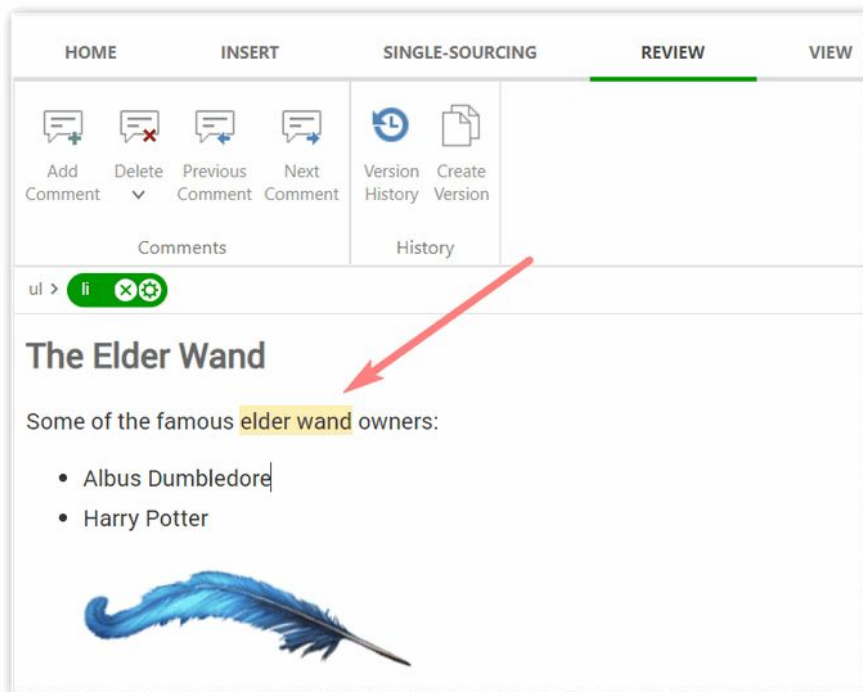 HOME INSERT SINGLE-SOURCING REVIEW VIEW
Add Comment Delete Previous Comment Next Comment Version History Create Version
Comments History
ul > li
The Elder Wand
Some of the famous elder wand owners:
• Albus Dumbledore
• Harry Potter